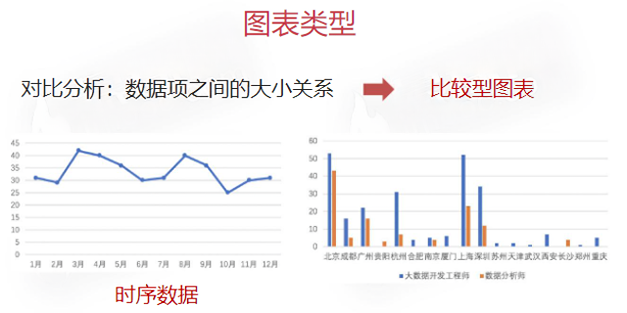 图表类型
对比分析：数据项之间的大小关系
比较型图表
45
40
35
30
25
20
15
10
5
0
1月 2月 3月 4月 5月 6月 7月 8月 9月 10月 11月 12月
时序数据
60
50
40
30
20
10
0
北京 成都 广州 贵阳 杭州 合肥 南京 厦门 上海 深圳 苏州 天津 武汉 西安 长沙 郑州 重庆
大数据开发工程师 数据分析师